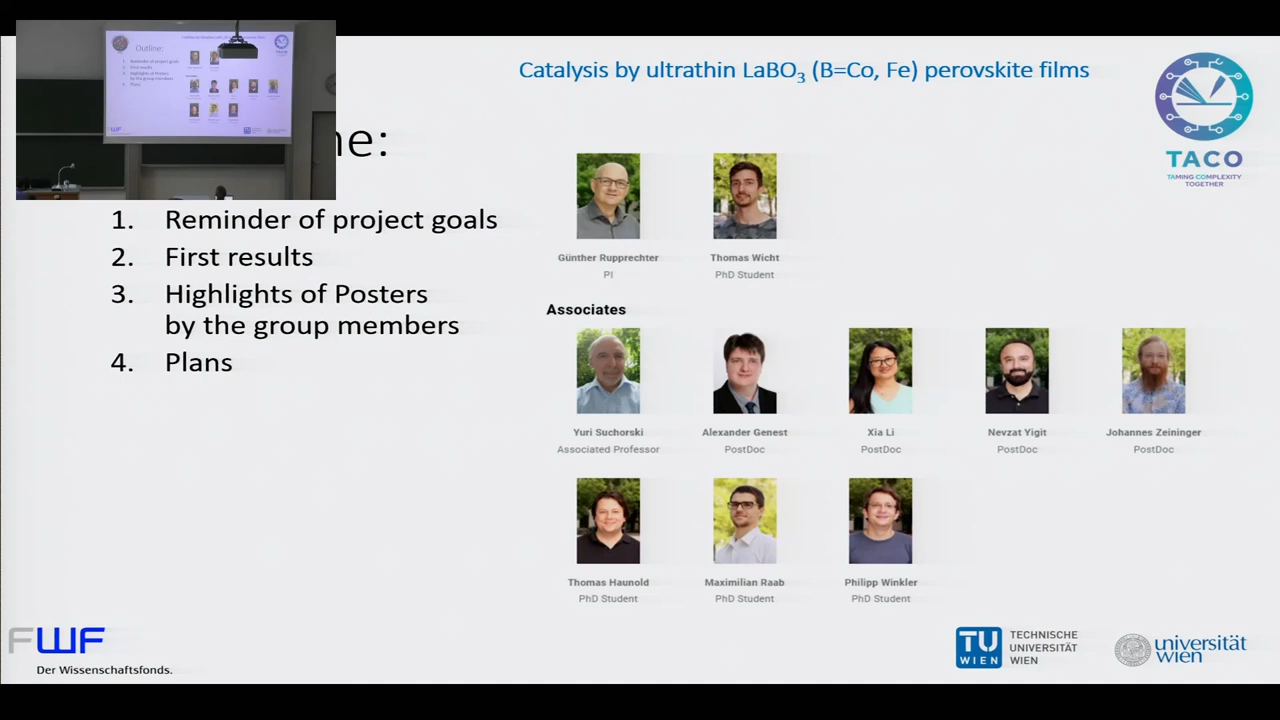 Catalysis by ultrathin LaBO3 (B=Co, Fe) perovskite films
TACO
TAMING COMPLEXITY
TOGETHER
Outline:
ne:
1. Reminder of project goals
2. First results
3. Highlights of Posters
by the group members
4. Plans
Günther Rupprechter
PI
Thomas Wicht
PhD Student
Associates
Yuri Suchorski
Associated Professor
Alexander Genest
PostDoc
Xia Li
PostDoc
Nevzat Yigit
PostDoc
Johannes Zeininger
PostDoc
Thomas Haunold
PhD Student
Maximilian Raab
PhD Student
Philipp Winkler
PhD Student
FWF
Der Wissenschaftsfonds.
TU
WIEN
TECHNISCHE
UNIVERSITÄT
WIEN
universität
wien